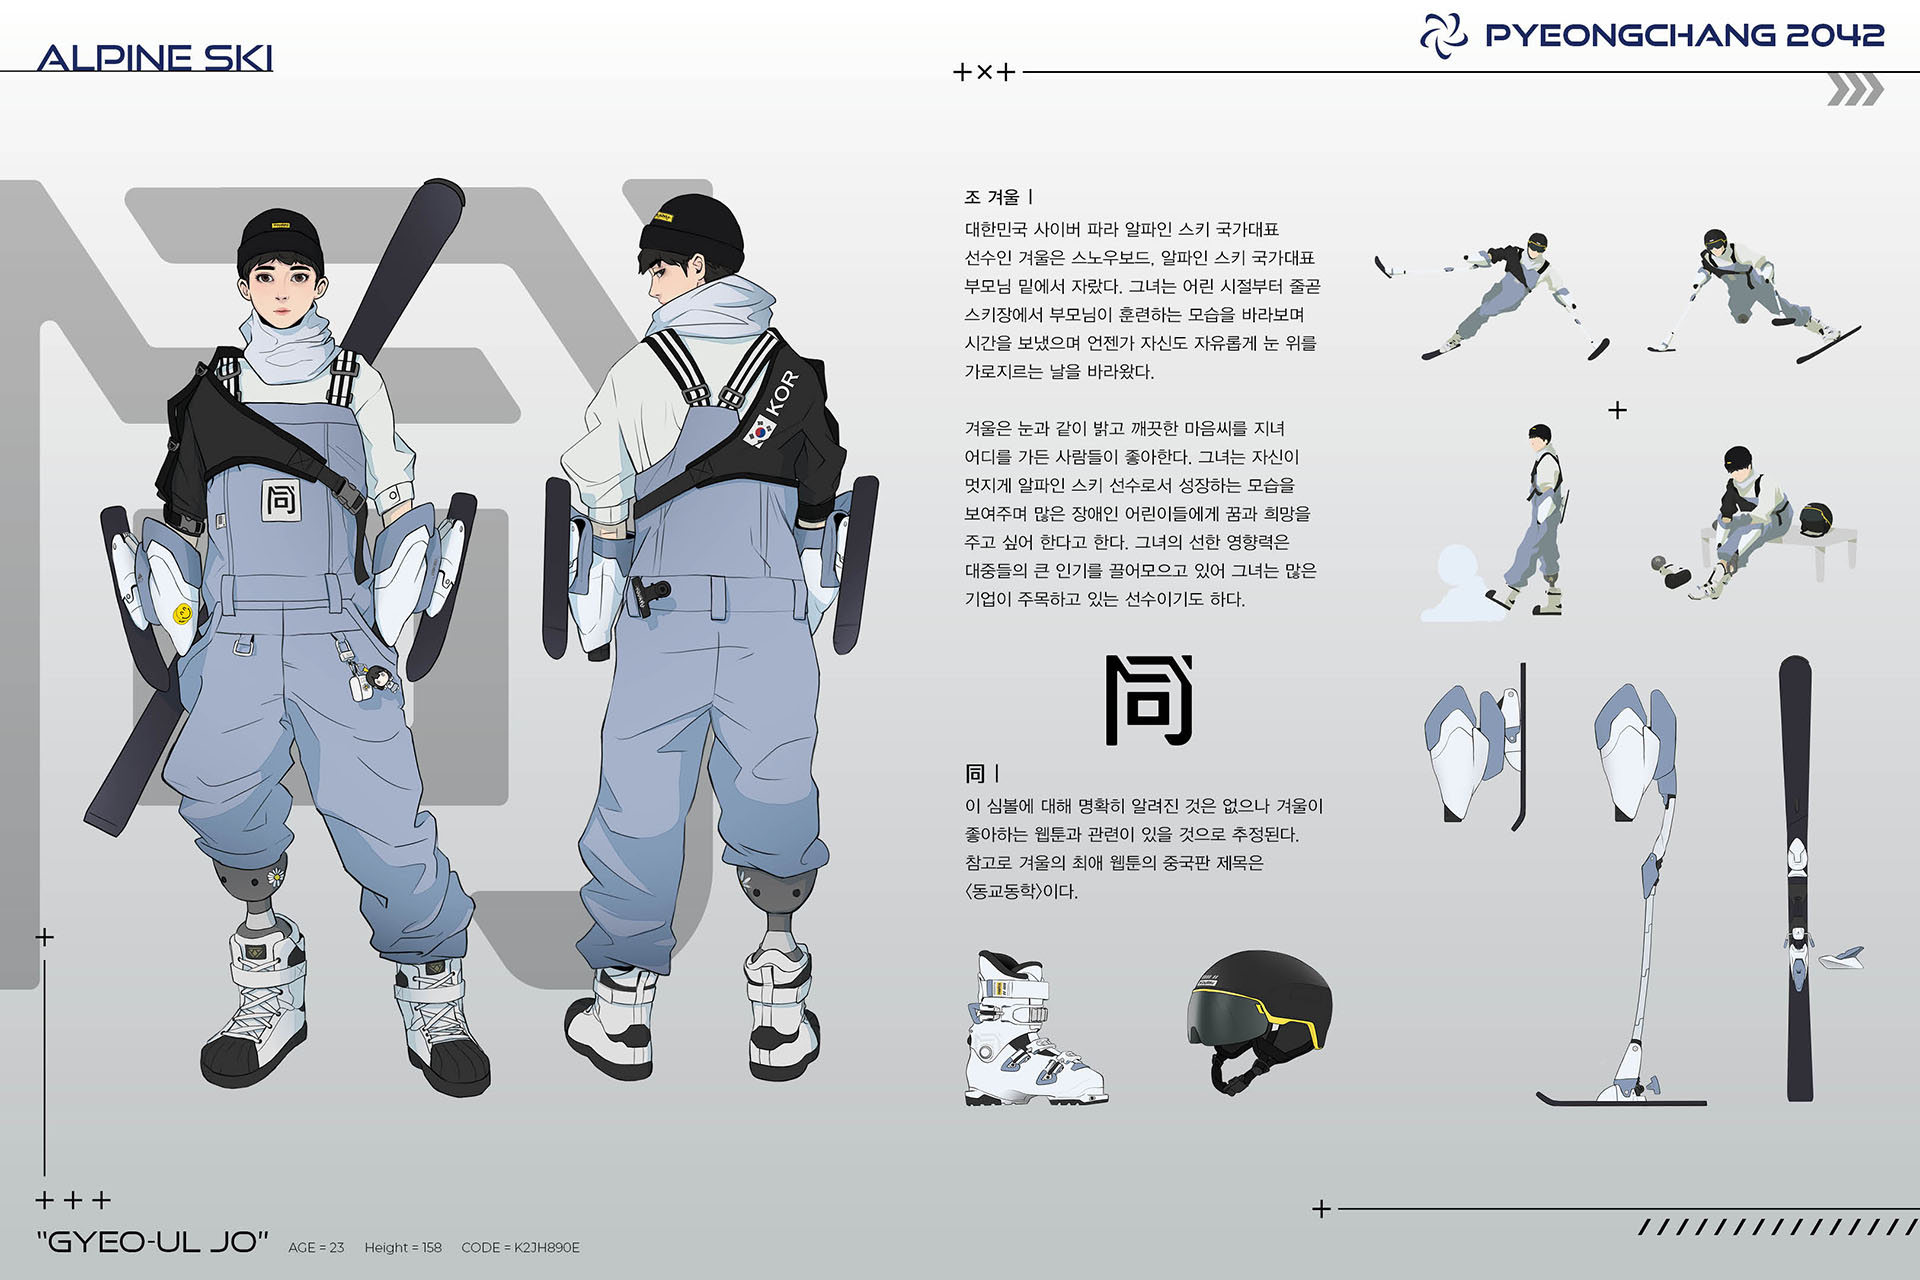 ALPINE SKI
PYEONGCHANG 2042
조 겨울 |
대한민국 사이버 파라 알파인 스키 국가대표
선수인 겨울은 스노우보드, 알파인 스키 국가대표
부모님 밑에서 자랐다. 그녀는 어린 시절부터 줄곧
스키장에서 부모님이 훈련하는 모습을 바라보며
시간을 보냈으며 언젠가 자신도 자유롭게 눈 위를
가로지르는 날을 바라왔다.
겨울은 눈과 같이 밝고 깨끗한 마음씨를 지녀
어디를 가든 사람들이 좋아한다. 그녀는 자신이
멋지게 알파인 스키 선수로서 성장하는 모습을
보여주며 많은 장애인 어린이들에게 꿈과 희망을
주고 싶어 한다고 한다. 그녀의 선한 영향력은
대중들의 큰 인기를 끌어모으고 있어 그녀는 많은
기업이 주목하고 있는 선수이기도 하다.
KOR
同
同
同 |
이 심볼에 대해 명확히 알려진 것은 없으나 겨울이
좋아하는 웹툰과 관련이 있을 것으로 추정된다.
참고로 겨울의 최애 웹툰의 중국판 제목은
〈동교동학〉이다.
"GYEO-UL JO" AGE = 23 Height = 158 CODE = K2JH890E